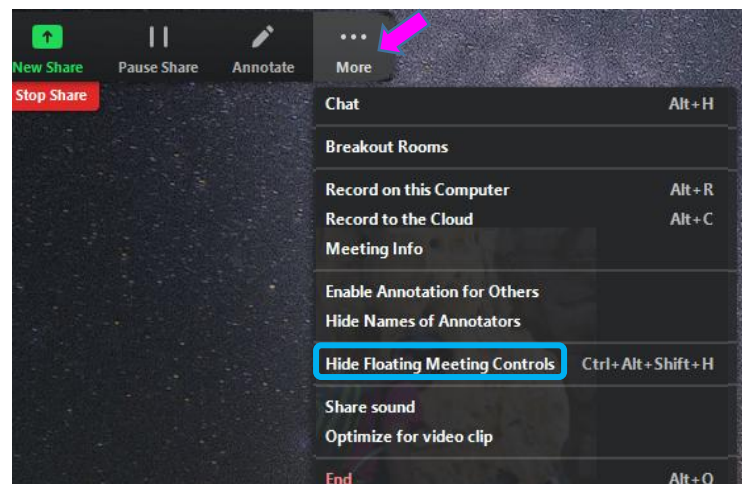 New Share Pause Share Annotate More
Stop Share
Chat Alt+H
Breakout Rooms
Record on this Computer Alt+R
Record to the Cloud Alt+C
Meeting Info
Enable Annotation for Others
Hide Names of Annotators
Hide Floating Meeting Controls Ctrl+Alt+Shift+H
Share sound
Optimize for video clip
End Alt+Q